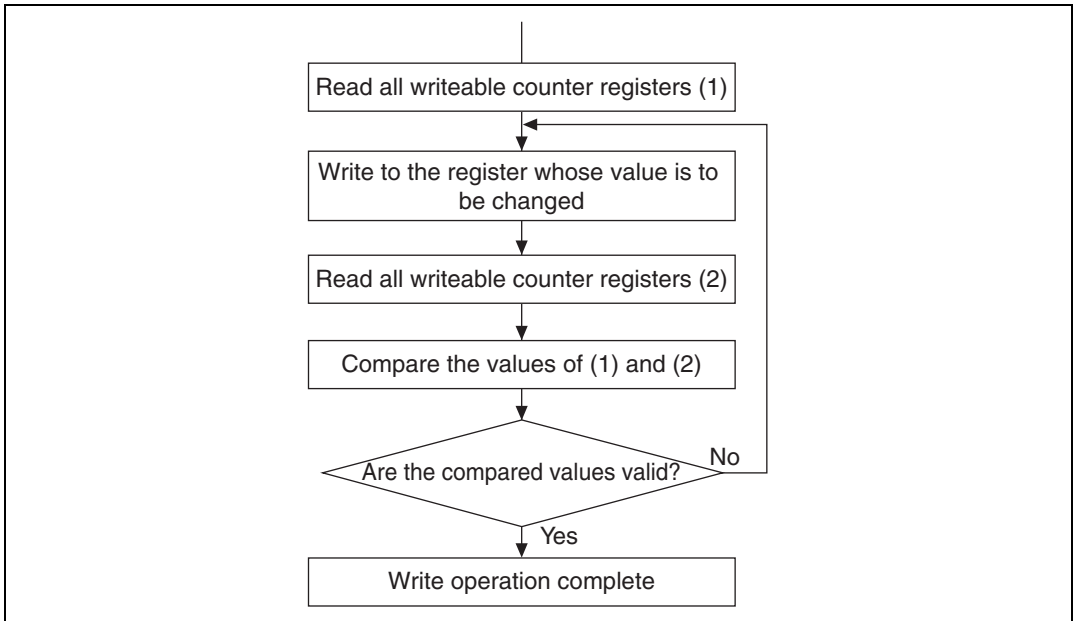 Read all writeable counter registers (1)
Write to the register whose value is to
be changed
Read all writeable counter registers (2)
Compare the values of (1) and (2)
Are the compared values valid?
No
Yes
Write operation complete